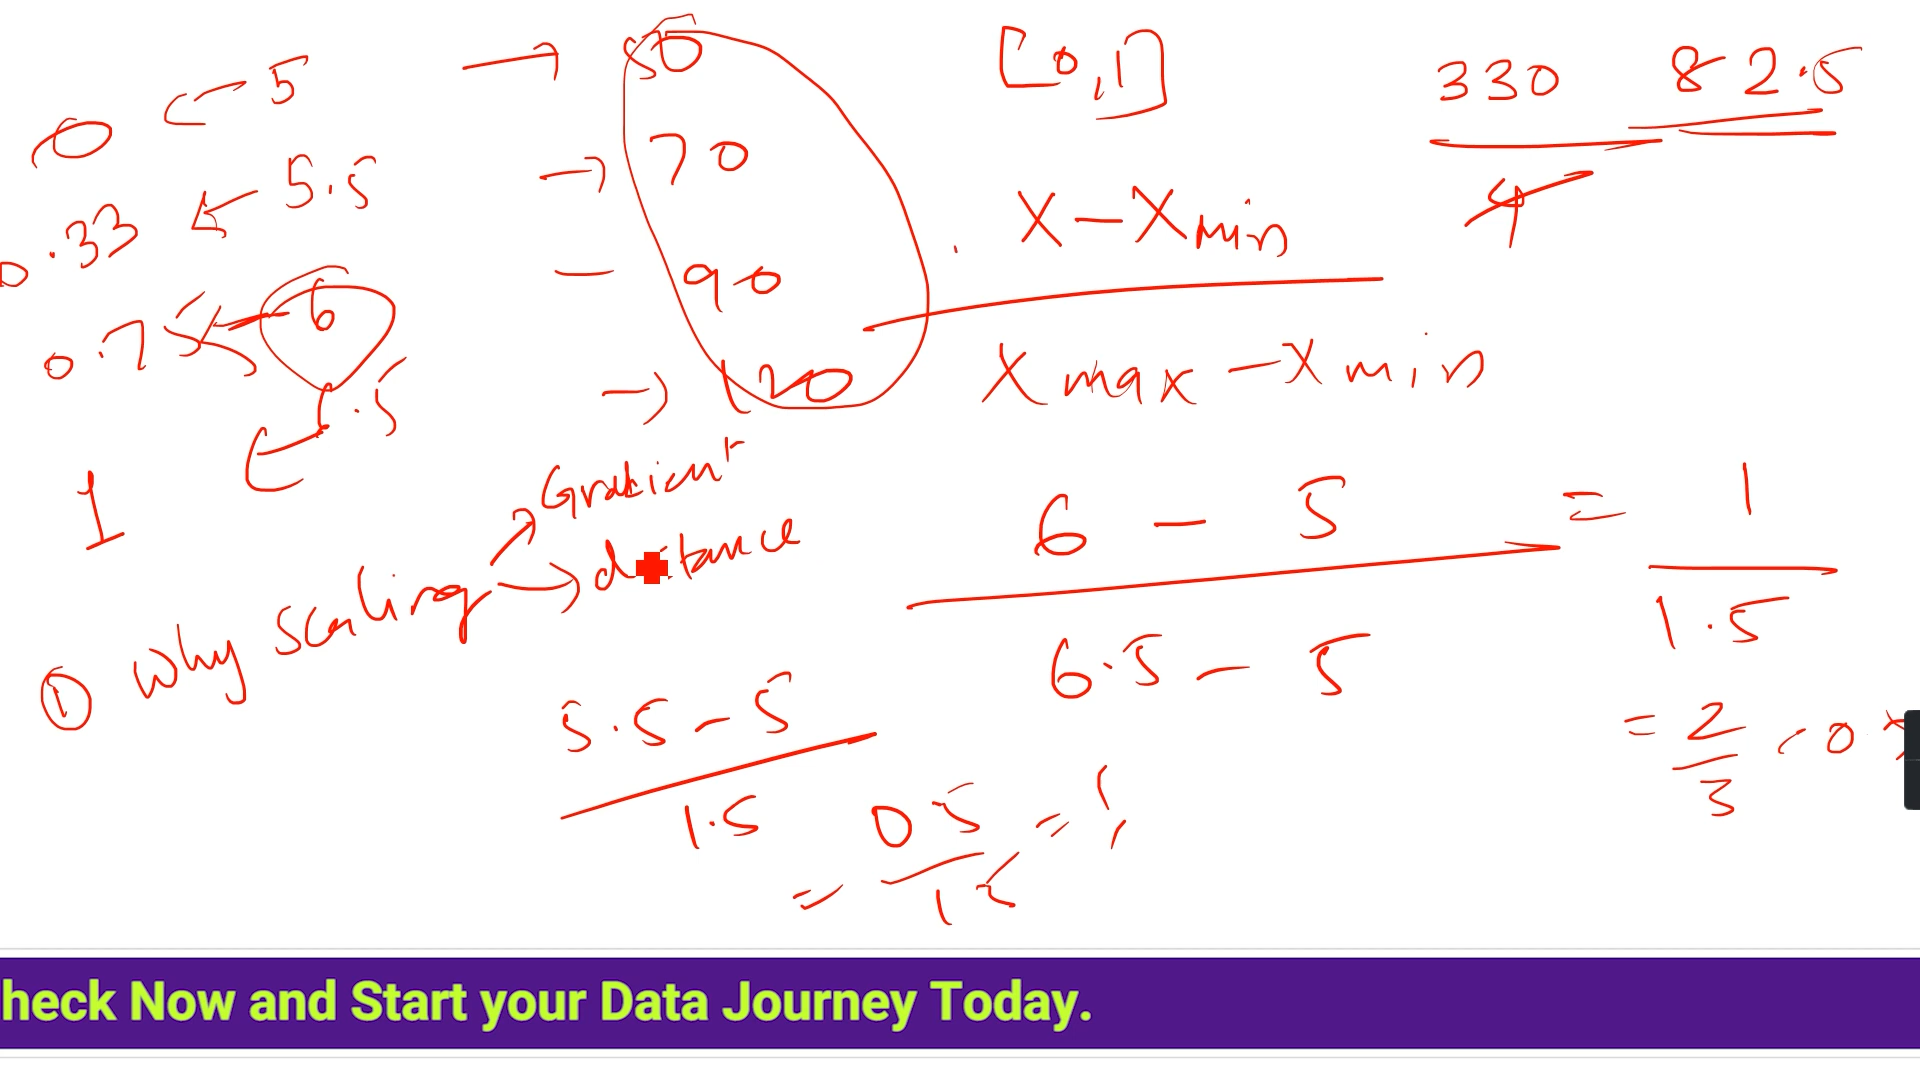 0 ← 5 → 50
[0,1]
330 / 4
82.5
0.33 ← 5.5 → 70
X - Xmin
Xmax - Xmin
0.75 ← 6 - 90
1 ← 6.5 → 120
① Why Scaling → Gradient
→ distance
6 - 5
6.5 - 5
= 1
1.5
= 2
3
5.5 - 5
1.5
= 0.5
1.5
=
heck Now and Start your Data Journey Today.